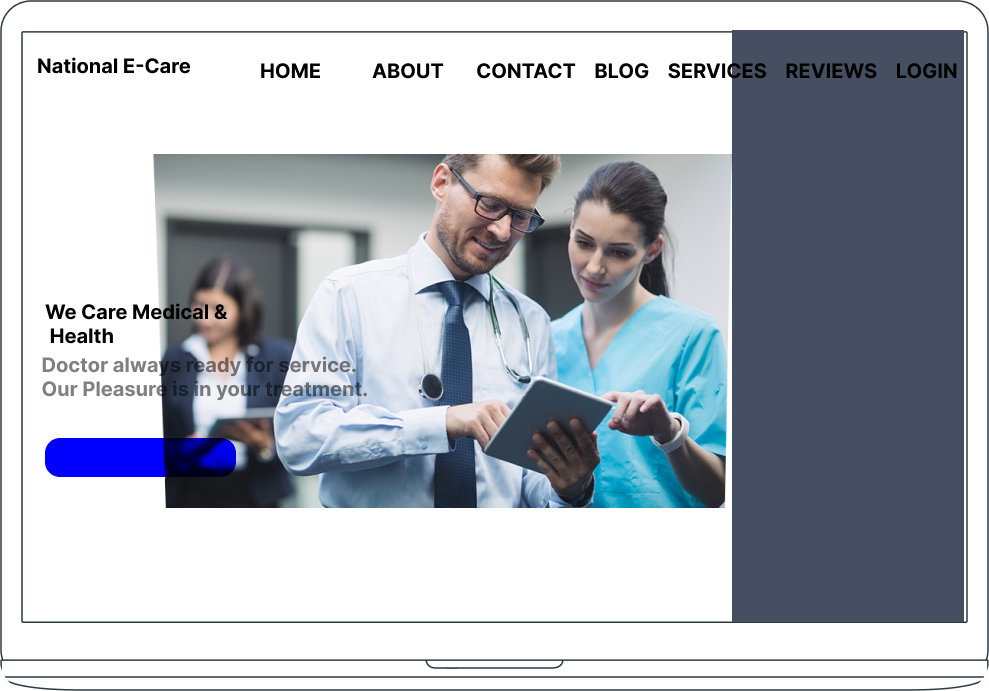 National E-Care
HOME ABOUT CONTACT BLOG SERVICES REVIEWS LOGIN
We Care Medical &
Health
Doctor always ready for service.
Our Pleasure is in your treatment.